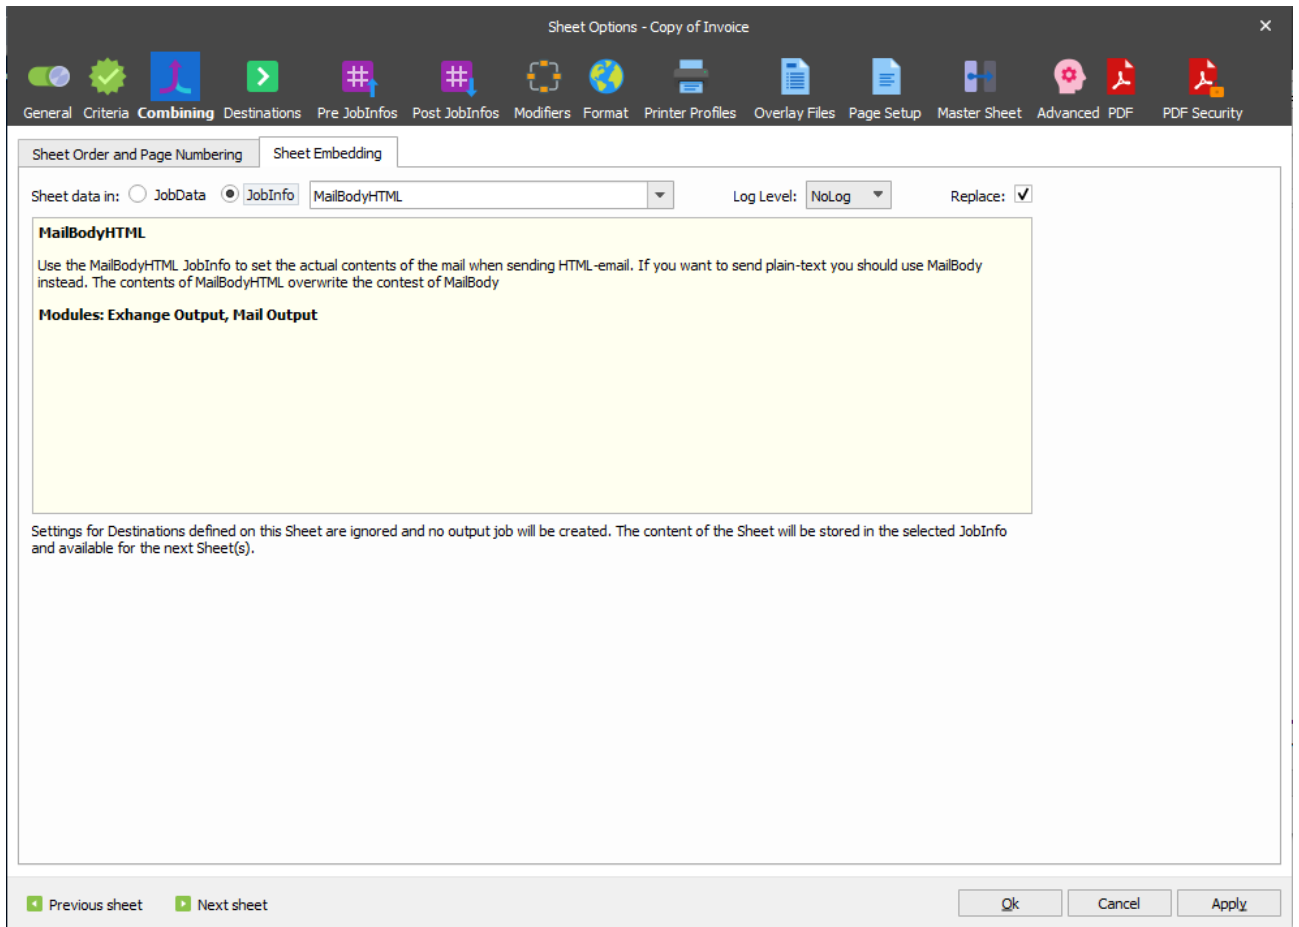 Sheet Options - Copy of Invoice
General Criteria Combining Destinations Pre JobInfos Post JobInfos Modifiers Format Printer Profiles Overlay Files Page Setup Master Sheet Advanced PDF PDF Security
Sheet Order and Page Numbering Sheet Embedding
Sheet data in: JobData JobInfo MailBodyHTML Log Level: NoLog Replace:
MailBodyHTML
Use the MailBodyHTML JobInfo to set the actual contents of the mail when sending HTML-email. If you want to send plain-text you should use MailBody
instead. The contents of MailBodyHTML overwrite the contest of MailBody
Modules: Exhange Output, Mail Output
Settings for Destinations defined on this Sheet are ignored and no output job will be created. The content of the Sheet will be stored in the selected JobInfo
and available for the next Sheet(s).
Previous sheet Next sheet Ok Cancel Apply